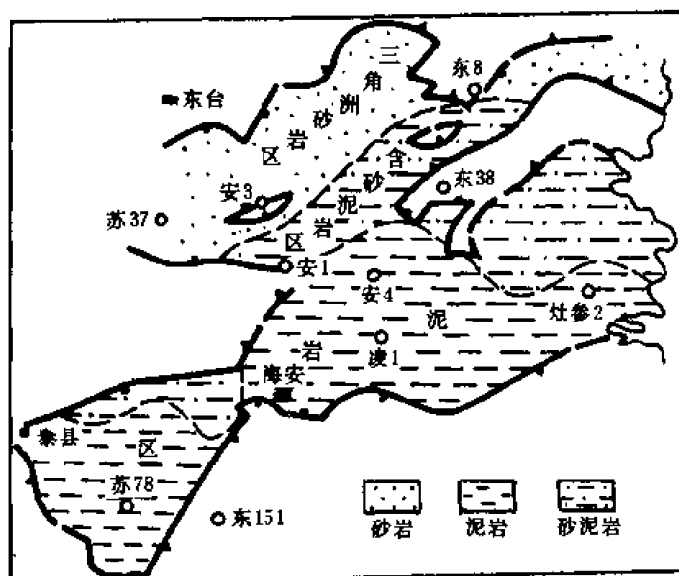 东8
三角洲砂岩区
东台
含砂泥岩区
东38
安3
苏37
安1
安4
灶参2
泥岩区
凌1
海安
泰县
苏78
东151
砂岩
泥岩
砂泥岩